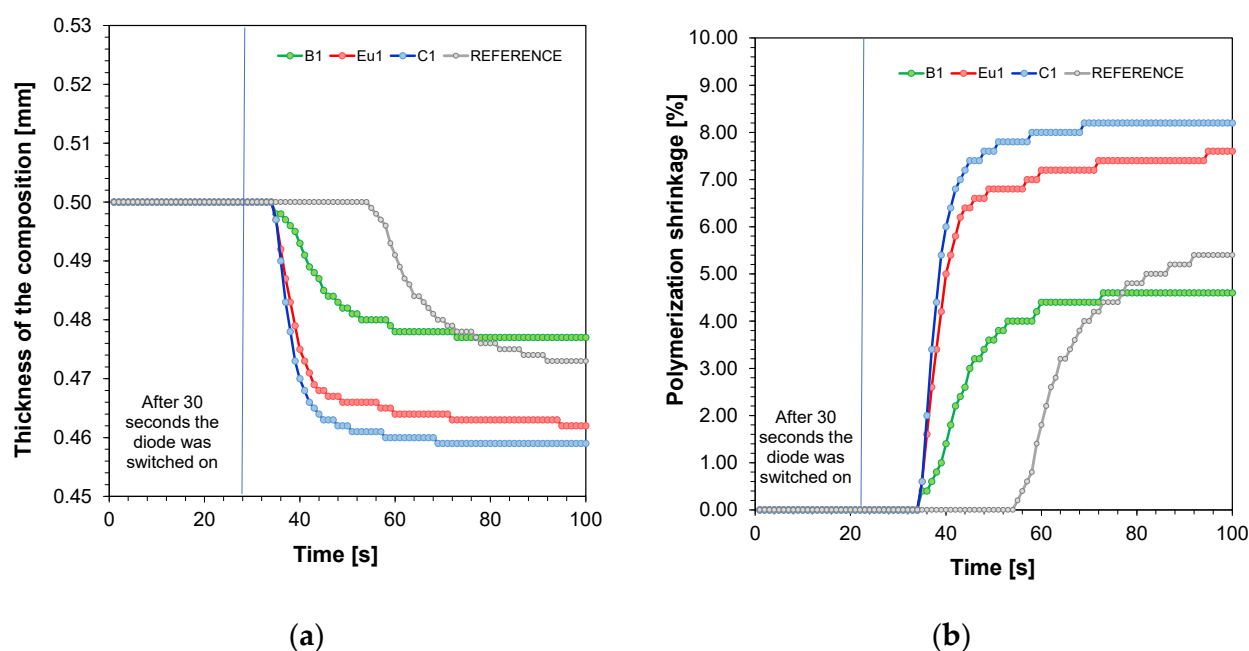 Thickness of the composition [mm]
0.53
0.52
0.51
0.50
0.49
0.48
0.47
0.46
0.45
B1 Eu1 C1 REFERENCE
After 30
seconds the
diode was
switched on
0 20 40 60 80 100
Time [s]
(a)
Polymerization shrinkage [%]
10.00
9.00
8.00
7.00
6.00
5.00
4.00
3.00
2.00
1.00
0.00
B1 Eu1 C1 REFERENCE
After 30
seconds the
diode was
switched on
0 20 40 60 80 100
Time [s]
(b)